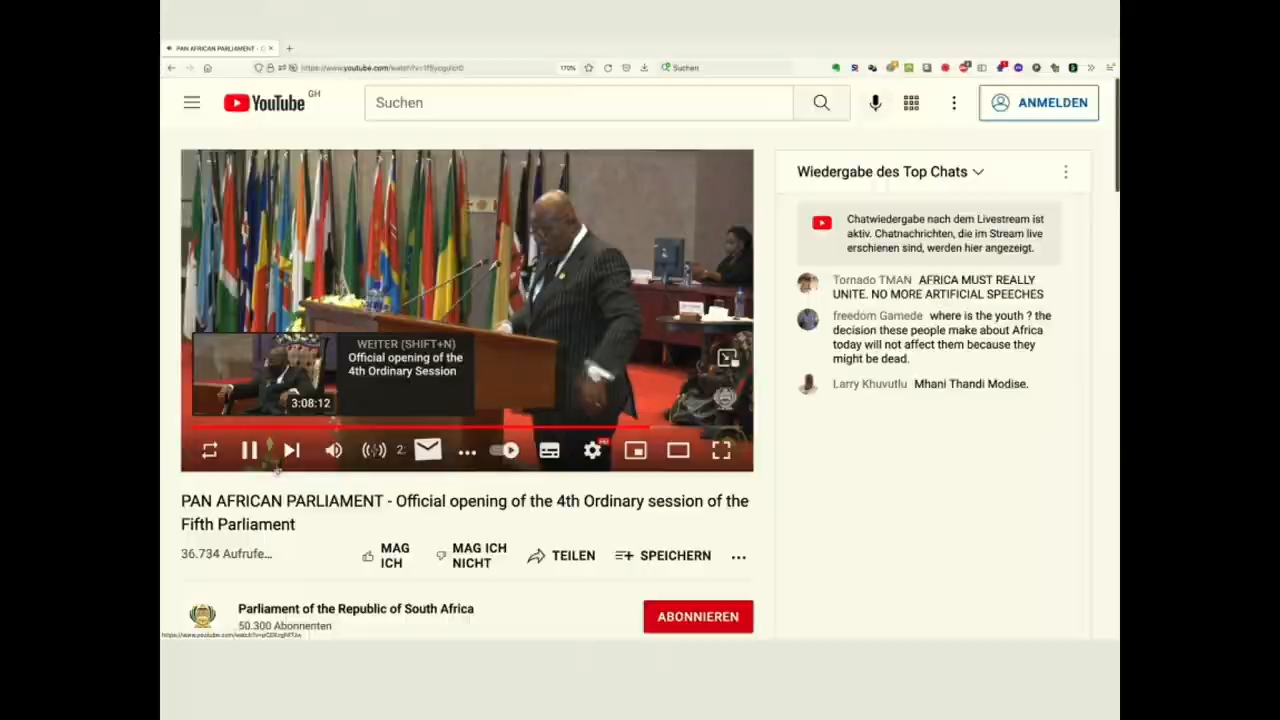 PAN AFRICAN PARLIAMENT -
170%
Suchen
YouTube GH
Suchen
ANMELDEN
WEITER (SHIFT+N)
Official opening of the
4th Ordinary Session
3:08:12
PAN AFRICAN PARLIAMENT - Official opening of the 4th Ordinary session of the
Fifth Parliament
36.734 Aufrufe...
MAG
ICH
MAG ICH
NICHT
TEILEN
SPEICHERN
Parliament of the Republic of South Africa
50.300 Abonnenten
ABONNIEREN
Wiedergabe des Top Chats
Chatwiedergabe nach dem Livestream ist
aktiv. Chatnachrichten, die im Stream live
erschienen sind, werden hier angezeigt.
Tornado TMAN AFRICA MUST REALLY
UNITE. NO MORE ARTIFICIAL SPEECHES
freedom Gamede where is the youth ? the
decision these people make about Africa
today will not affect them because they
might be dead.
Larry Khuvutlu Mhani Thandi Modise.